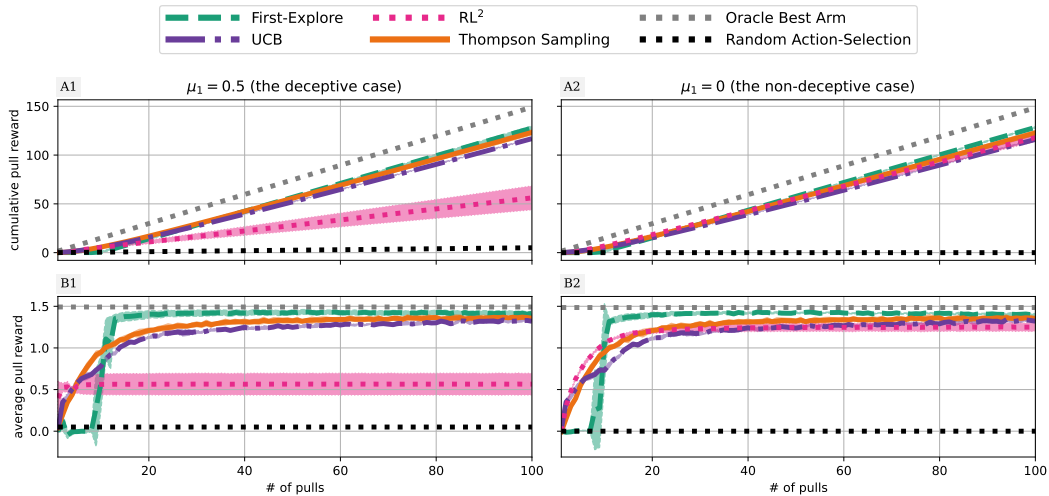 First-Explore RL² Oracle Best Arm
UCB Thompson Sampling Random Action-Selection
A1 μ₁ = 0.5 (the deceptive case)
A2 μ₁ = 0 (the non-deceptive case)
cumulative pull reward
150
100
50
0
B1
B2
average pull reward
1.5
1.0
0.5
0.0
20 40 60 80 100
20 40 60 80 100
# of pulls
# of pulls